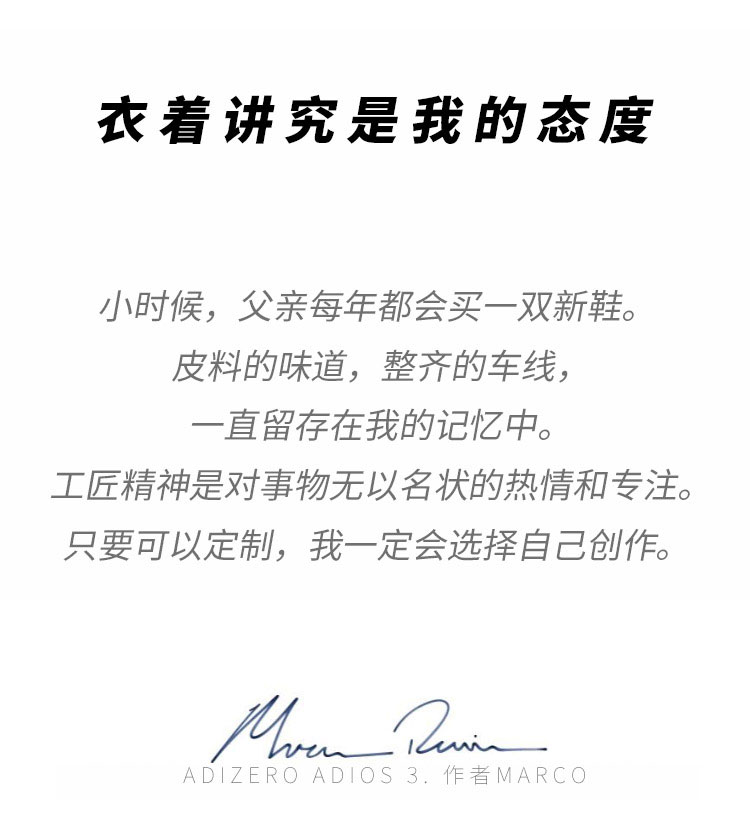 衣着讲究是我的态度
小时候，父亲每年都会买一双新鞋。
皮料的味道，整齐的车线，
一直留存在我的记忆中。
工匠精神是对事物无以名状的热情和专注。
只要可以定制，我一定会选择自己创作。
ADIZERO ADIOS 3. 作者MARCO